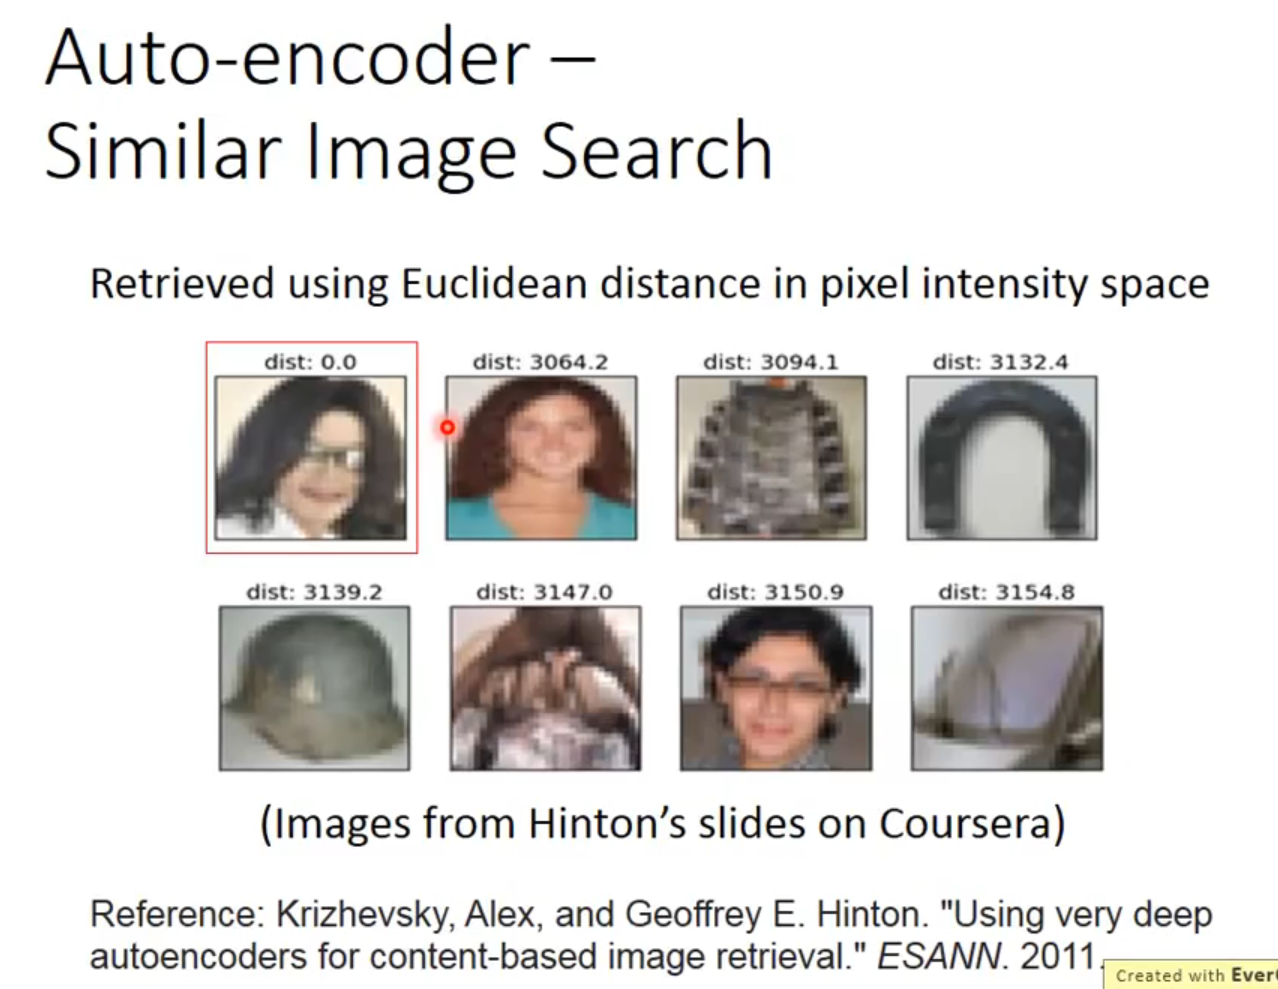 Auto-encoder –
Similar Image Search
Retrieved using Euclidean distance in pixel intensity space
dist: 0.0 dist: 3064.2 dist: 3094.1 dist: 3132.4
dist: 3139.2 dist: 3147.0 dist: 3150.9 dist: 3154.8
(Images from Hinton’s slides on Coursera)
Reference: Krizhevsky, Alex, and Geoffrey E. Hinton. "Using very deep
autoencoders for content-based image retrieval." ESANN. 2011.
Created with Ever